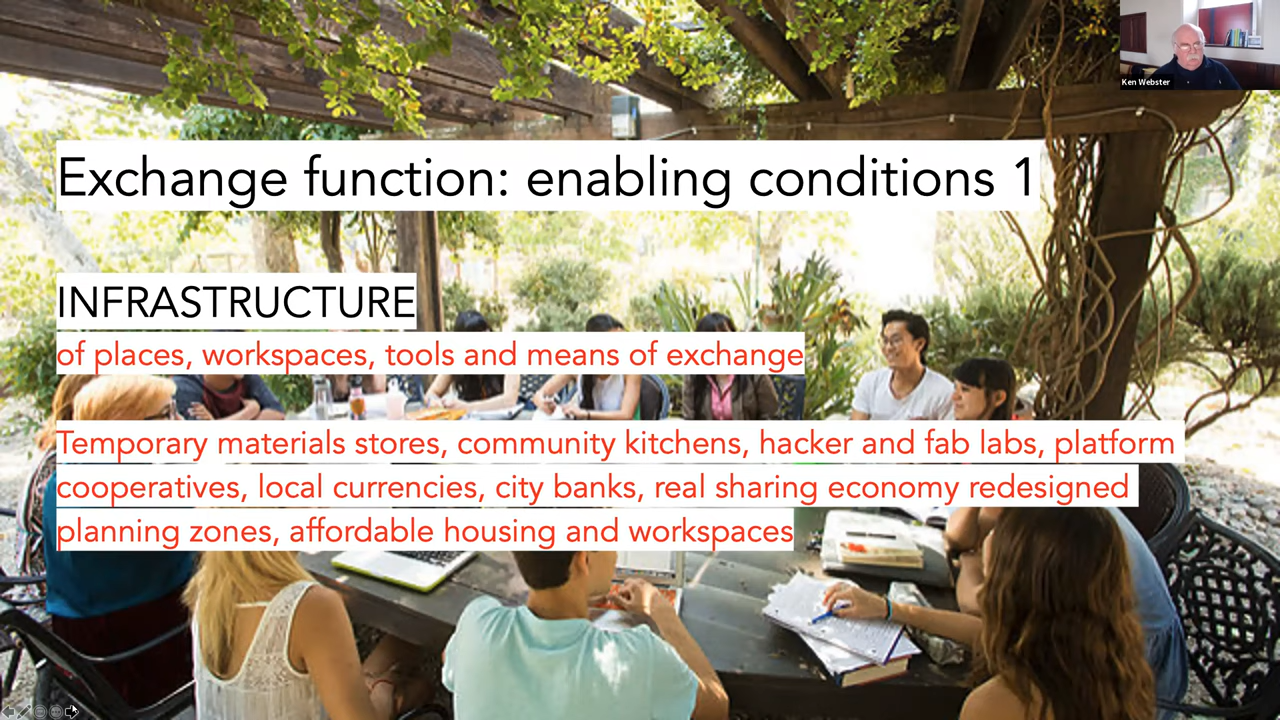 Ken Webster
Exchange function: enabling conditions 1
INFRASTRUCTURE
of places, workspaces, tools and means of exchange
Temporary materials stores, community kitchens, hacker and fab labs, platform
cooperatives, local currencies, city banks, real sharing economy redesigned
planning zones, affordable housing and workspaces